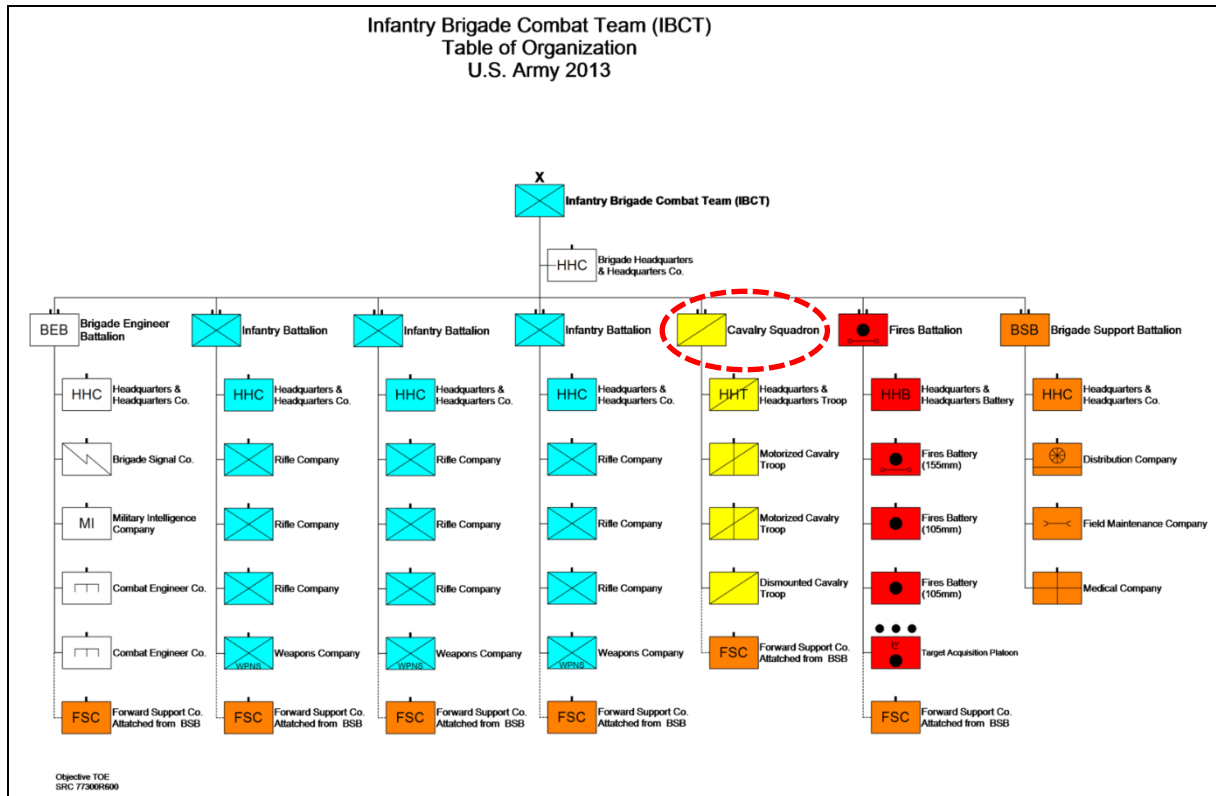 Infantry Brigade Combat Team (IBCT)
Table of Organization
U.S. Army 2013
X
Infantry Brigade Combat Team (IBCT)
HHC
Brigade Headquarters
& Headquarters Co.
BEB
Brigade Engineer
Battalion
Infantry Battalion
Infantry Battalion
Infantry Battalion
Cavalry Squadron
Fires Battalion
BSB
Brigade Support Battalion
HHC
Headquarters &
Headquarters Co.
HHC
Headquarters &
Headquarters Co.
HHC
Headquarters &
Headquarters Co.
HHC
Headquarters &
Headquarters Co.
HHT
Headquarters &
Headquarters Troop
HHB
Headquarters &
Headquarters Battery
HHC
Headquarters &
Headquarters Co.
Brigade Signal Co.
Rifle Company
Rifle Company
Rifle Company
Motorized Cavalry
Troop
Fires Battery
(155mm)
Distribution Company
MI
Military Intelligence
Company
Rifle Company
Rifle Company
Rifle Company
Motorized Cavalry
Troop
Fires Battery
(105mm)
Field Maintenance Company
Combat Engineer Co.
Rifle Company
Rifle Company
Rifle Company
Dismounted Cavalry
Troop
Fires Battery
(105mm)
Medical Company
Combat Engineer Co.
WPNS
Weapons Company
WPNS
Weapons Company
WPNS
Weapons Company
FSC
Forward Support Co.
Attatched from BSB
Target Acquisition Platoon
FSC
Forward Support Co.
Attatched from BSB
FSC
Forward Support Co.
Attatched from BSB
FSC
Forward Support Co.
Attatched from BSB
FSC
Forward Support Co.
Attatched from BSB
FSC
Forward Support Co.
Attatched from BSB
Objective TOE
SRC 77300R600